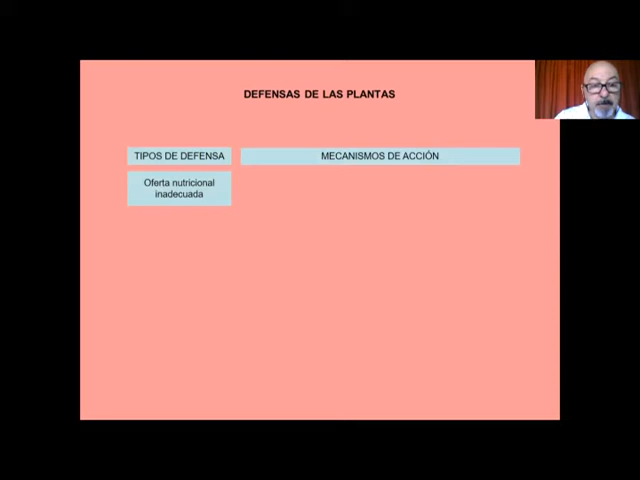 DEFENSAS DE LAS PLANTAS
TIPOS DE DEFENSA
MECANISMOS DE ACCIÓN
Oferta nutricional
inadecuada